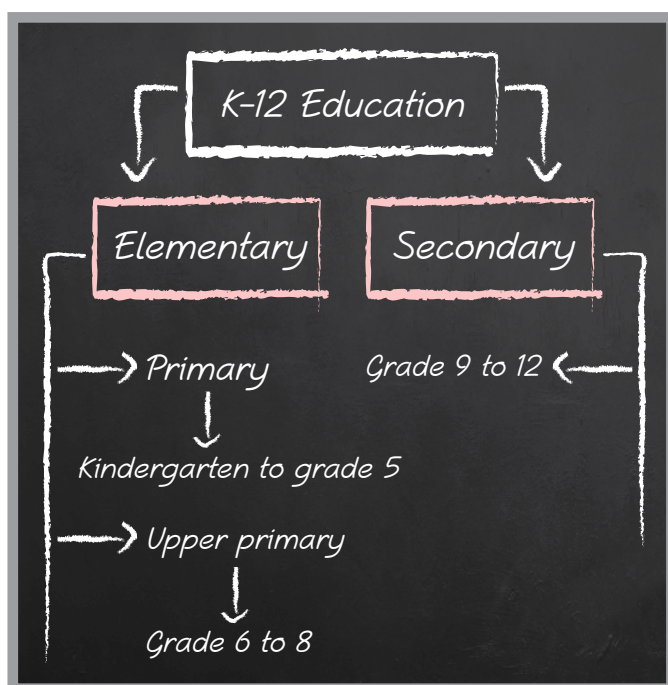 K-12 Education
Elementary
Secondary
Primary
Grade 9 to 12
Kindergarten to grade 5
Upper primary
Grade 6 to 8